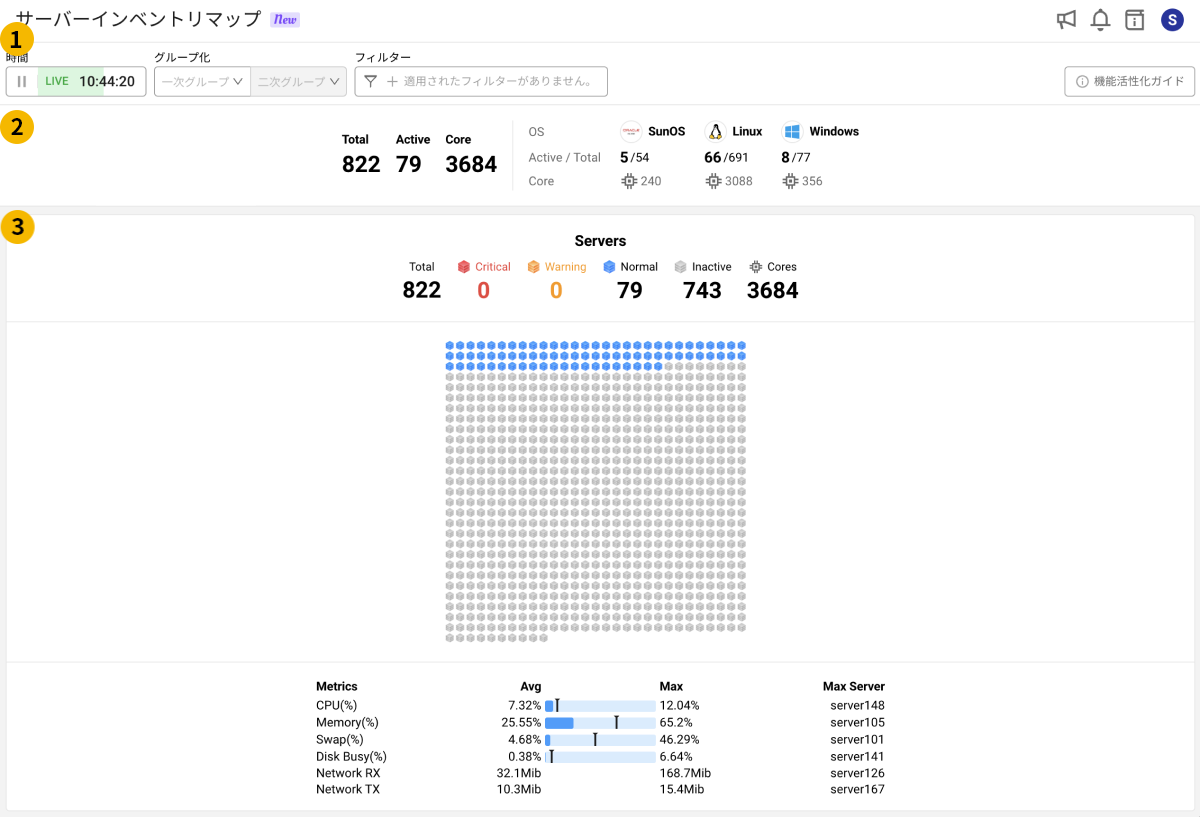 サーバーインベントリマップ New
S
1
時間 グループ化 フィルター
LIVE 10:44:20 一次グループ 二次グループ 適用されたフィルターがありません。 機能活性化ガイド
2
Total Active Core
822 79 3684
OS SunOS Linux Windows
Active / Total 5/54 66/691 8/77
Core 240 3088 356
3
Servers
Total Critical Warning Normal Inactive Cores
822 0 0 79 743 3684
Metrics Avg Max Max Server
CPU(%) 7.32% 12.04% server148
Memory(%) 25.55% 65.2% server105
Swap(%) 4.68% 46.29% server101
Disk Busy(%) 0.38% 6.64% server141
Network RX 32.1Mib 168.7Mib server126
Network TX 10.3Mib 15.4Mib server167